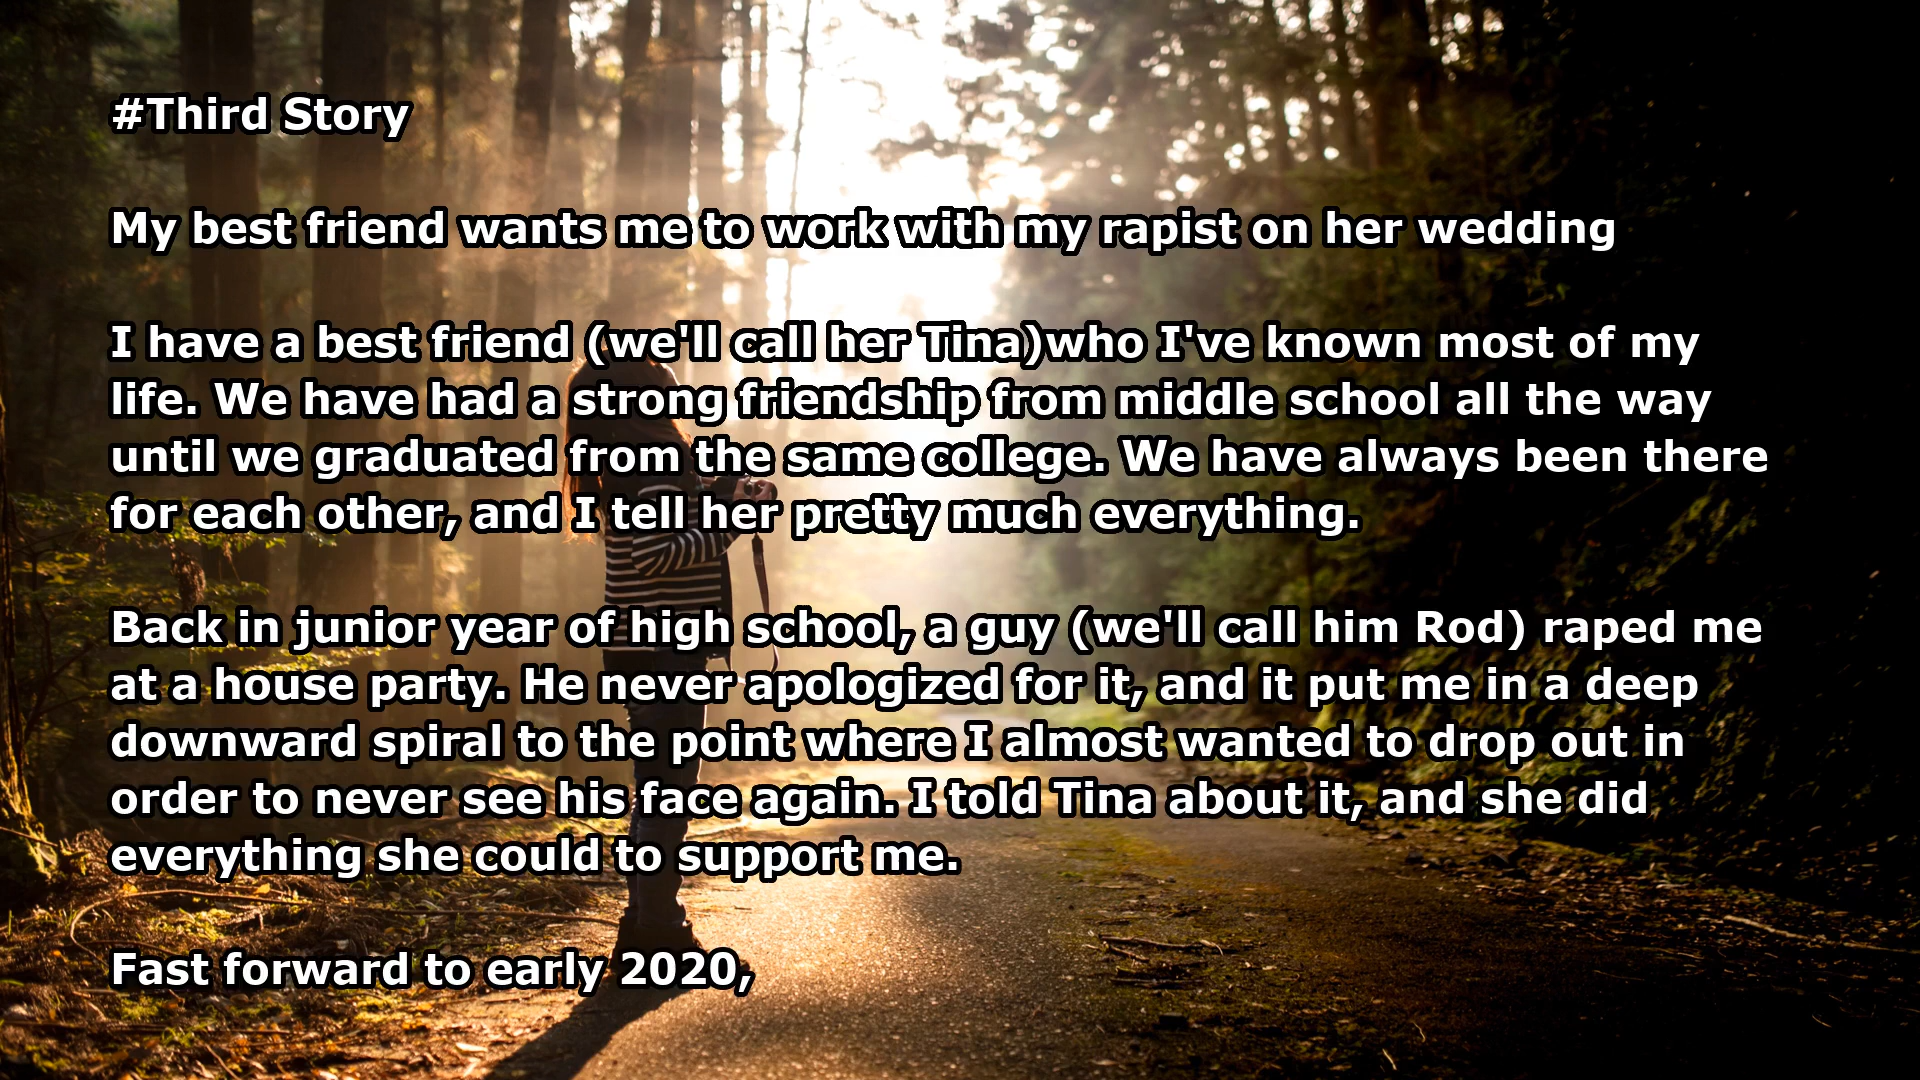 #Third Story
My best friend wants me to work with my rapist on her wedding
I have a best friend (we'll call her Tina)who I've known most of my
life. We have had a strong friendship from middle school all the way
until we graduated from the same college. We have always been there
for each other, and I tell her pretty much everything.
Back in junior year of high school, a guy (we'll call him Rod) raped me
at a house party. He never apologized for it, and it put me in a deep
downward spiral to the point where I almost wanted to drop out in
order to never see his face again. I told Tina about it, and she did
everything she could to support me.
Fast forward to early 2020,